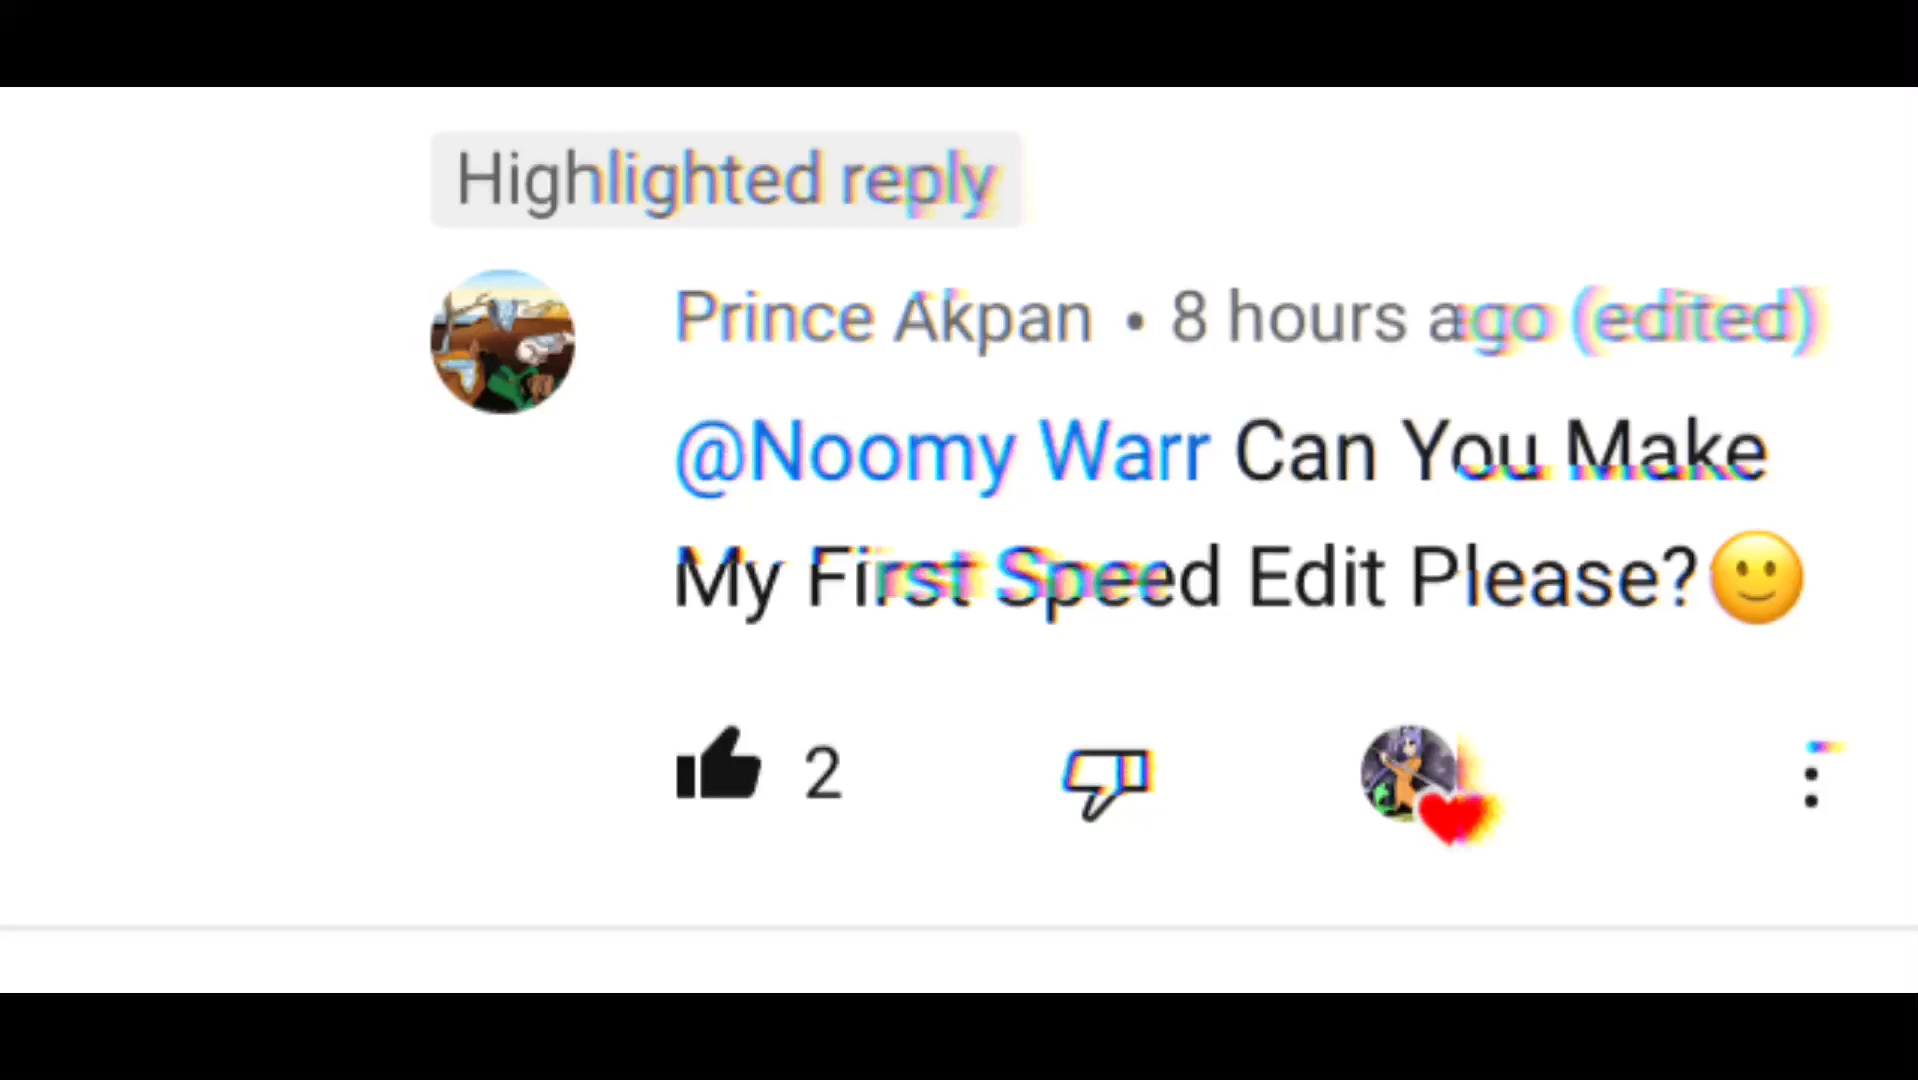 Highlighted reply
Prince Akpan • 8 hours ago (edited)
@Noomy Warr Can You Make
My First Speed Edit Please?🙂
2